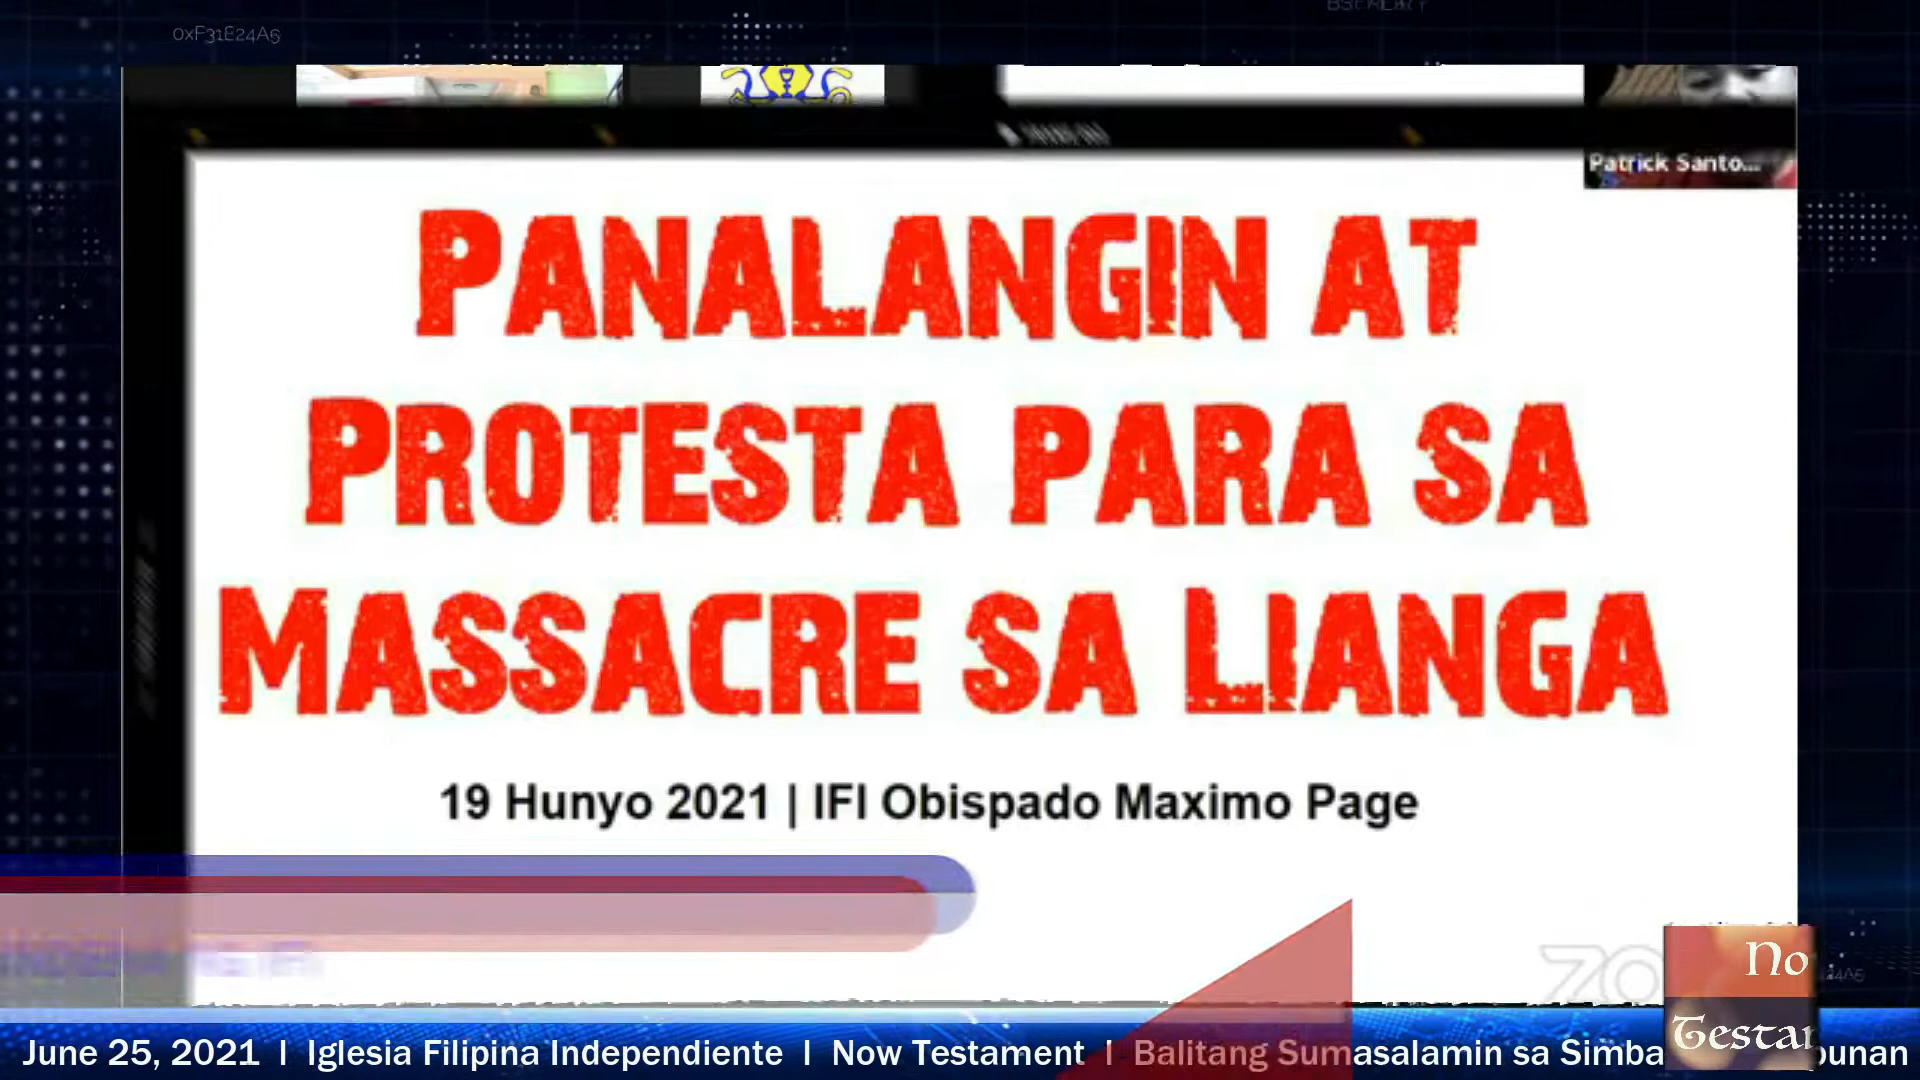 0xF31E24A6
Patrick Santo...
PANALANGIN AT
PROTESTA PARA SA
MASSACRE SA LIANGA
19 Hunyo 2021 | IFI Obispado Maximo Page
No
Testa
June 25, 2021 | Iglesia Filipina Independiente | Now Testament | Balitang Sumasalamin sa Simba